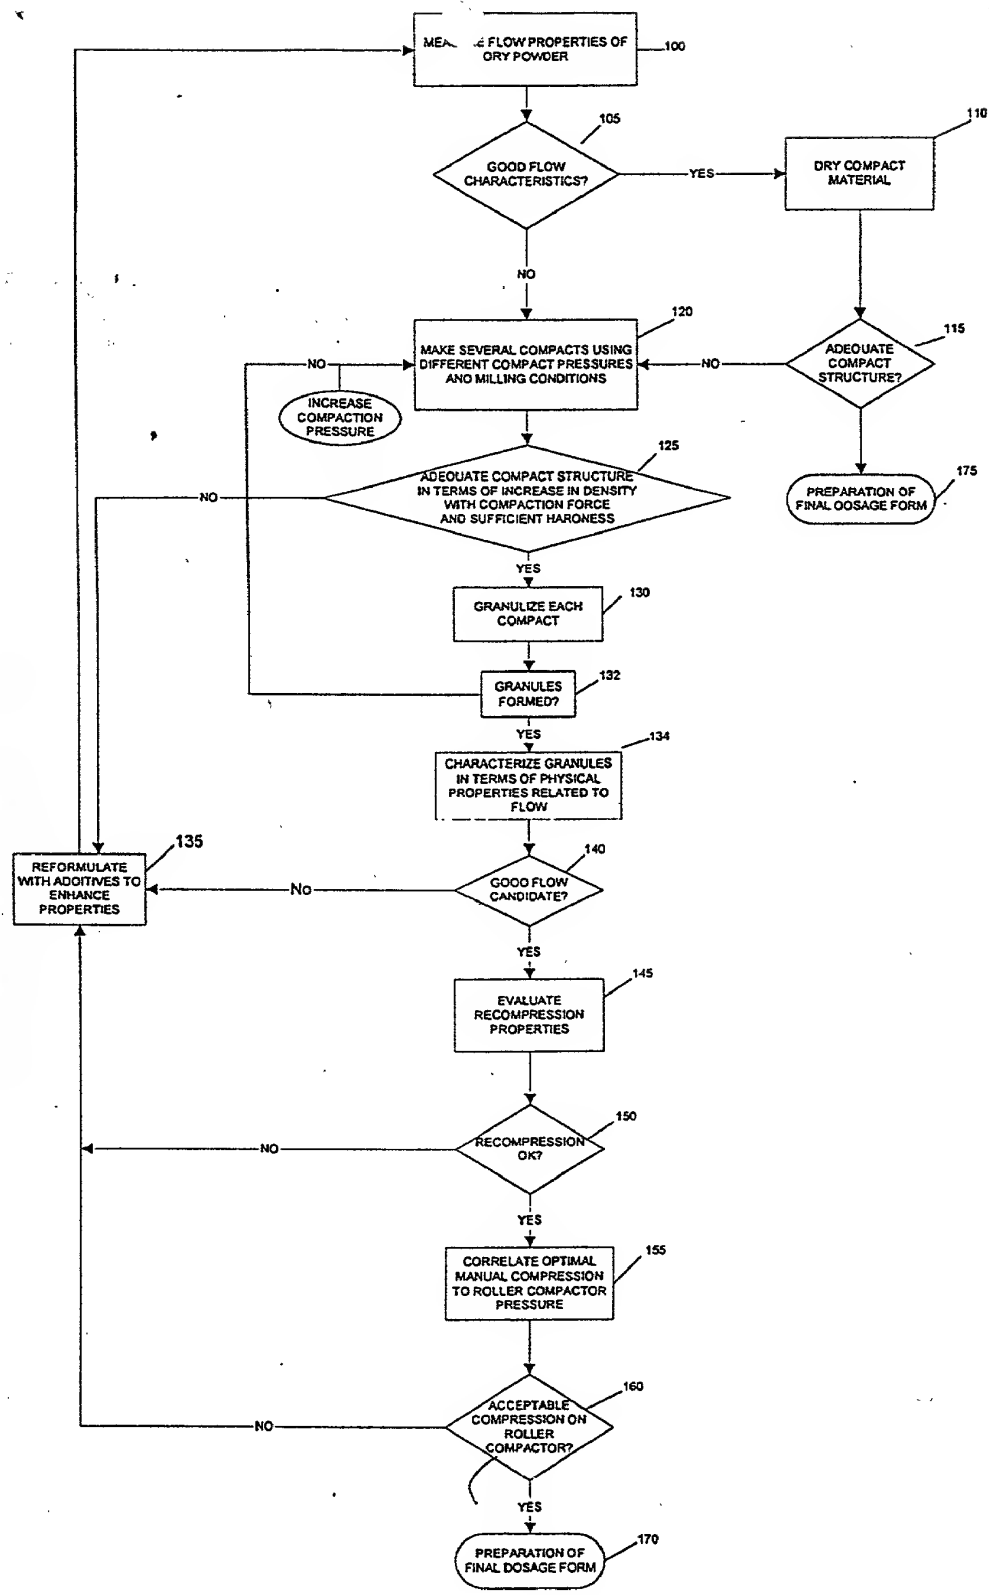 FLOW PROPERTIES OF
DRY POWDER
100
105
GOOD FLOW
CHARACTERISTICS?
YES
110
DRY COMPACT
MATERIAL
NO
120
MAKE SEVERAL COMPACTS USING
DIFFERENT COMPACT PRESSURES
AND MILLING CONDITIONS
NO
115
ADEQUATE
COMPACT
STRUCTURE?
NO
INCREASE
COMPACTION
PRESSURE
125
ADEQUATE COMPACT STRUCTURE
IN TERMS OF INCREASE IN DENSITY
WITH COMPACTION FORCE
AND SUFFICIENT HARDNESS
NO
175
PREPARATION OF
FINAL DOSAGE FORM
YES
130
GRANULIZE EACH
COMPACT
132
GRANULES
FORMED?
YES
134
CHARACTERIZE GRANULES
IN TERMS OF PHYSICAL
PROPERTIES RELATED TO
FLOW
135
REFORMULATE
WITH ADDITIVES TO
ENHANCE
PROPERTIES
140
GOOD FLOW
CANDIDATE?
No
YES
145
EVALUATE
RECOMPRESSION
PROPERTIES
150
RECOMPRESSION
OK?
NO
YES
155
CORRELATE OPTIMAL
MANUAL COMPRESSION
TO ROLLER COMPACTOR
PRESSURE
160
ACCEPTABLE
COMPRESSION ON
ROLLER
COMPACTOR?
NO
YES
170
PREPARATION OF
FINAL DOSAGE FORM